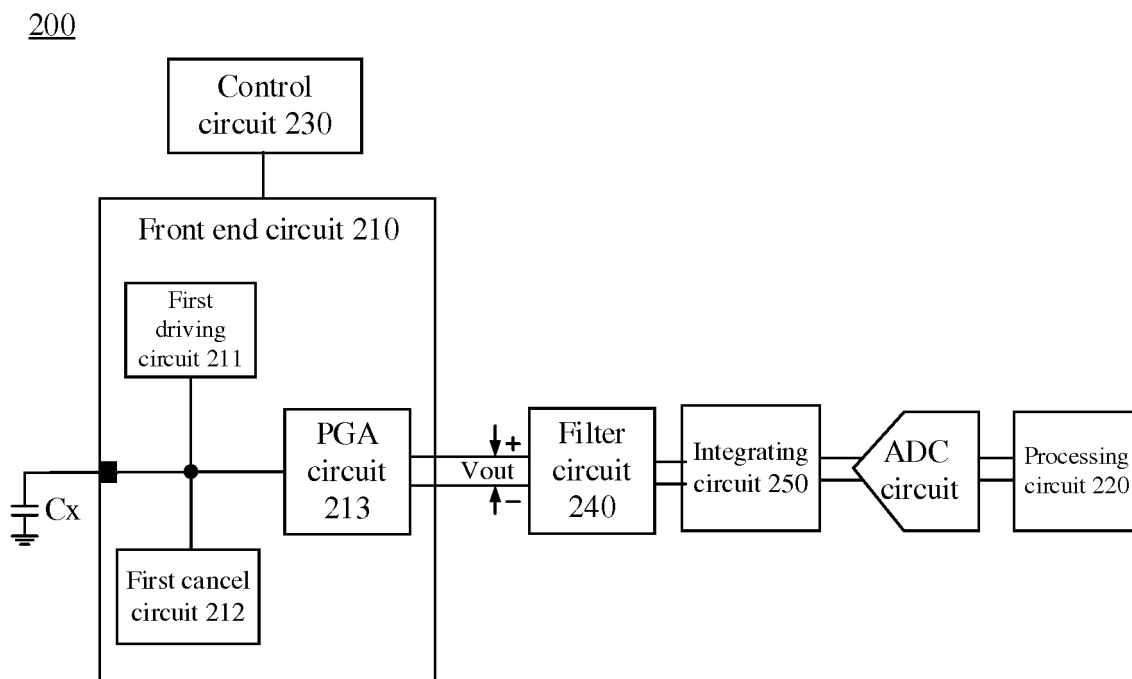 200
Control
circuit 230
Front end circuit 210
First
driving
circuit 211
PGA
circuit
213
+
Vout
−
Filter
circuit
240
Integrating
circuit 250
ADC
circuit
Processing
circuit 220
Cx
First cancel
circuit 212